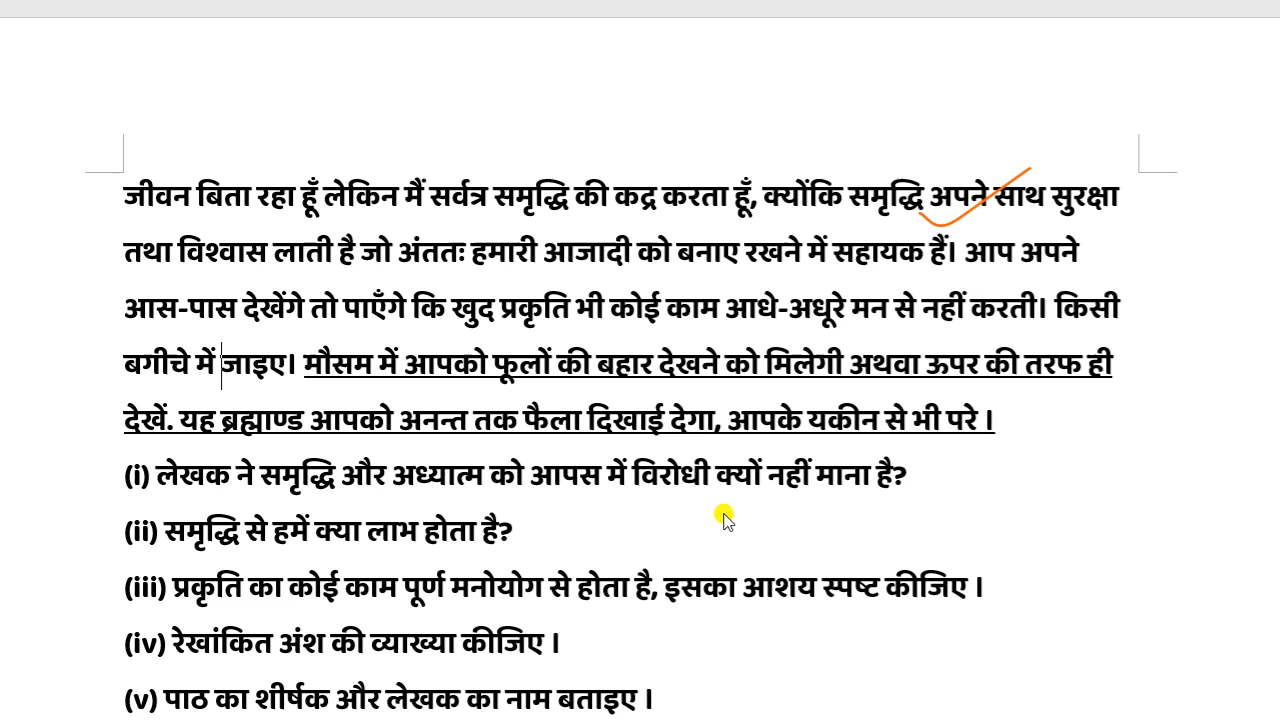 जीवन बिता रहा हूँ लेकिन मैं सर्वत्र समृद्धि की कद्र करता हूँ, क्योंकि समृद्धि अपने साथ सुरक्षा
तथा विश्वास लाती है जो अंततः हमारी आजादी को बनाए रखने में सहायक हैं। आप अपने
आस-पास देखेंगे तो पाएँगे कि खुद प्रकृति भी कोई काम आधे-अधूरे मन से नहीं करती। किसी
बगीचे में जाइए। मौसम में आपको फूलों की बहार देखने को मिलेगी अथवा ऊपर की तरफ ही
देखें. यह ब्रह्माण्ड आपको अनन्त तक फैला दिखाई देगा, आपके यकीन से भी परे ।
(i) लेखक ने समृद्धि और अध्यात्म को आपस में विरोधी क्यों नहीं माना है?
(ii) समृद्धि से हमें क्या लाभ होता है?
(iii) प्रकृति का कोई काम पूर्ण मनोयोग से होता है, इसका आशय स्पष्ट कीजिए ।
(iv) रेखांकित अंश की व्याख्या कीजिए ।
(v) पाठ का शीर्षक और लेखक का नाम बताइए ।